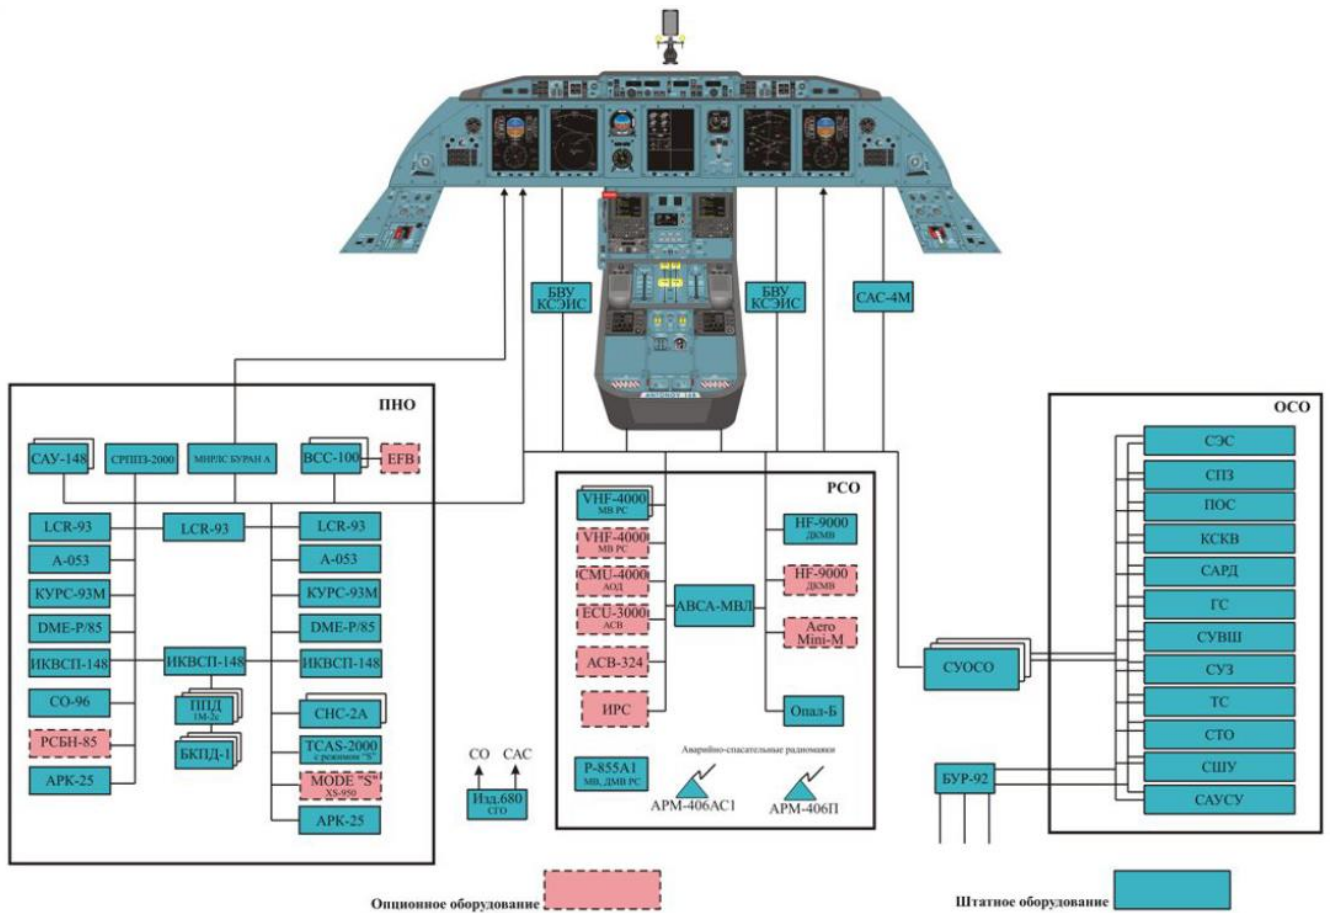 ANTONOV 148
БВУ
КСЭИС
БВУ
КСЭИС
САС-4М
ПНО
САУ-148
СРППЗ-2000
МНРЛС БУРАН А
ВСС-100
EFB
LCR-93
LCR-93
LCR-93
А-053
А-053
КУРС-93М
КУРС-93М
DME-P/85
DME-P/85
ИКВСП-148
ИКВСП-148
ИКВСП-148
СО-96
ППД
1М-2с
СНС-2А
РСБН-85
БКПД-1
TCAS-2000
с режимом "S"
MODE "S"
XS-950
АРК-25
АРК-25
СО
САС
Изд.680
СГО
РСО
VHF-4000
МВ РС
VHF-4000
МВ РС
CMU-4000
АОД
ECU-3000
АСВ
АСВ-324
ИРС
АВСА-МВЛ
HF-9000
ДКМВ
HF-9000
ДКМВ
Aero
Mini-M
Опал-Б
Аварийно-спасательные радиомаяки
Р-855А1
МВ, ДМВ РС
АРМ-406АС1
АРМ-406П
СУОСО
БУР-92
ОСО
СЭС
СПЗ
ПОС
КСКВ
САРД
ГС
СУВШ
СУЗ
ТС
СТО
СШУ
САУСУ
Опционное оборудование
Штатное оборудование